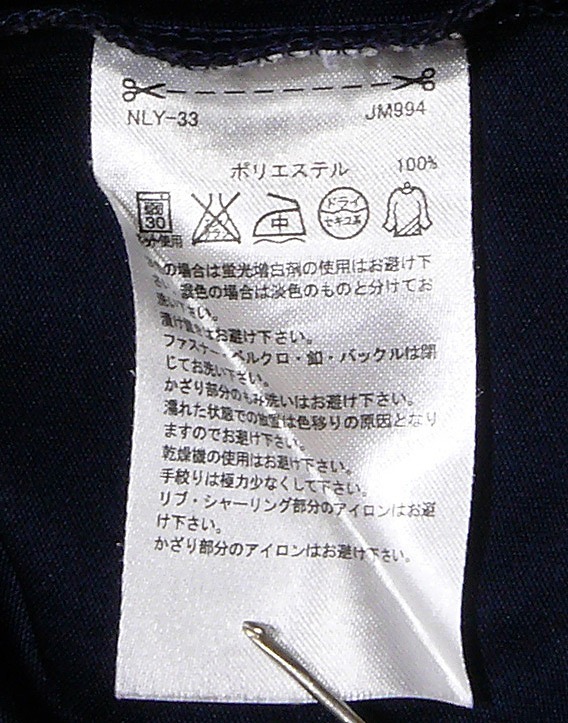 NLY-33 JM994
ポリエステル 100%
30 中 ドライ セキユ系
ネット使用
の場合は蛍光増白剤の使用はお避け下
さい。濃色の場合は淡色のものと分けてお
洗い下さい。
漬け置きはお避け下さい。
ファスナー・ベルクロ・釦・バックルは閉
じてお洗い下さい。
かざり部分のもみ洗いはお避け下さい。
濡れた状態での放置は色移りの原因となり
ますのでお避け下さい。
乾燥機の使用はお避け下さい。
手絞りは極力少なくして下さい。
リブ・シャーリング部分のアイロンはお避
け下さい。
かざり部分のアイロンはお避け下さい。